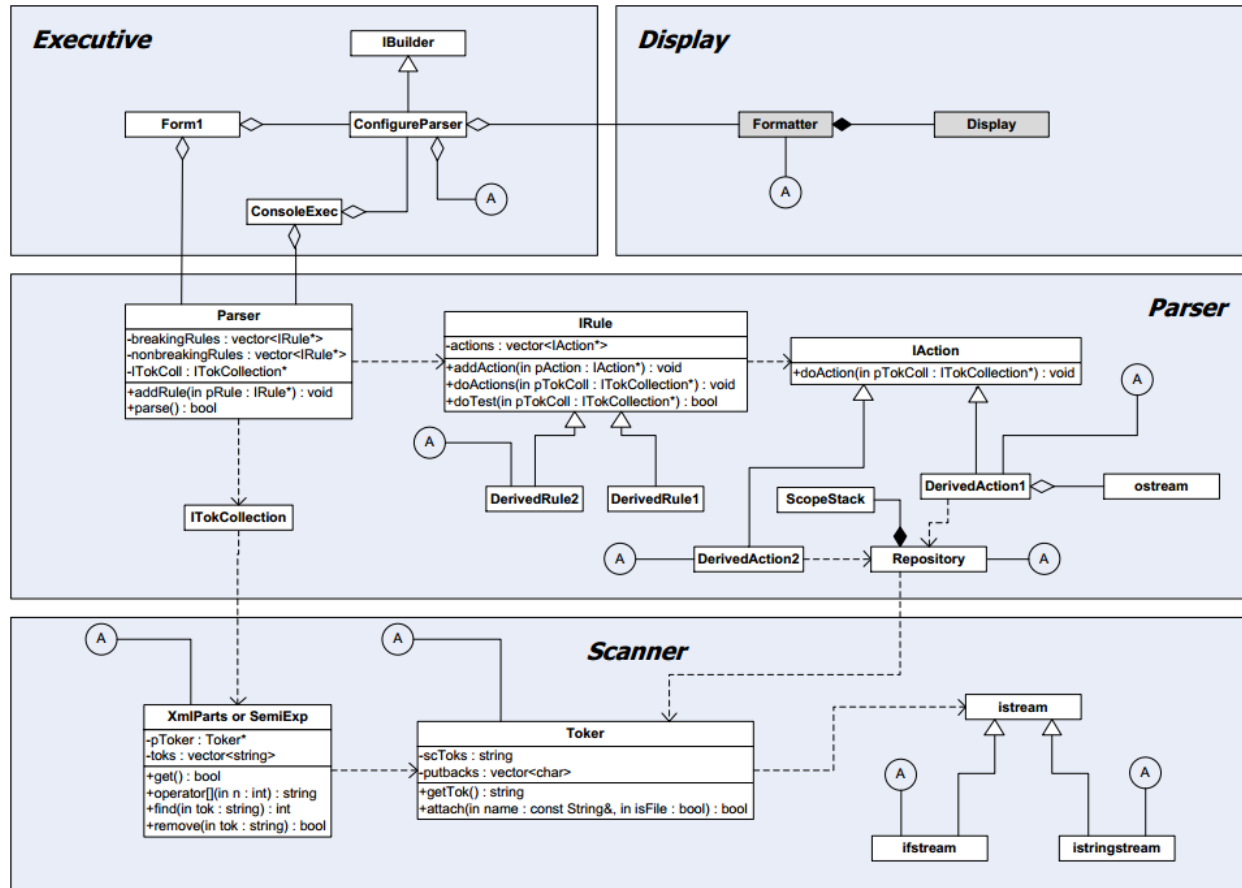 Executive
IBuilder
Form1
ConfigureParser
A
ConsoleExec
Display
Formatter
Display
A
Parser
Parser
-breakingRules : vector<IRule*>
-nonbreakingRules : vector<IRule*>
-ITokColl : ITokCollection*
+addRule(in pRule : IRule*) : void
+parse() : bool
IRule
-actions : vector<IAction*>
+addAction(in pAction : IAction*) : void
+doActions(in pTokColl : ITokCollection*) : void
+doTest(in pTokColl : ITokCollection*) : bool
IAction
+doAction(in pTokColl : ITokCollection*) : void
A
A
DerivedRule2
DerivedRule1
ScopeStack
DerivedAction1
ostream
ITokCollection
A
DerivedAction2
Repository
A
Scanner
A
A
XmlParts or SemiExp
-pToker : Toker*
-toks : vector<string>
+get() : bool
+operator[](in n : int) : string
+find(in tok : string) : int
+remove(in tok : string) : bool
Toker
-scToks : string
-putbacks : vector<char>
+getTok() : string
+attach(in name : const String&, in isFile : bool) : bool
istream
A
A
ifstream
istringstream